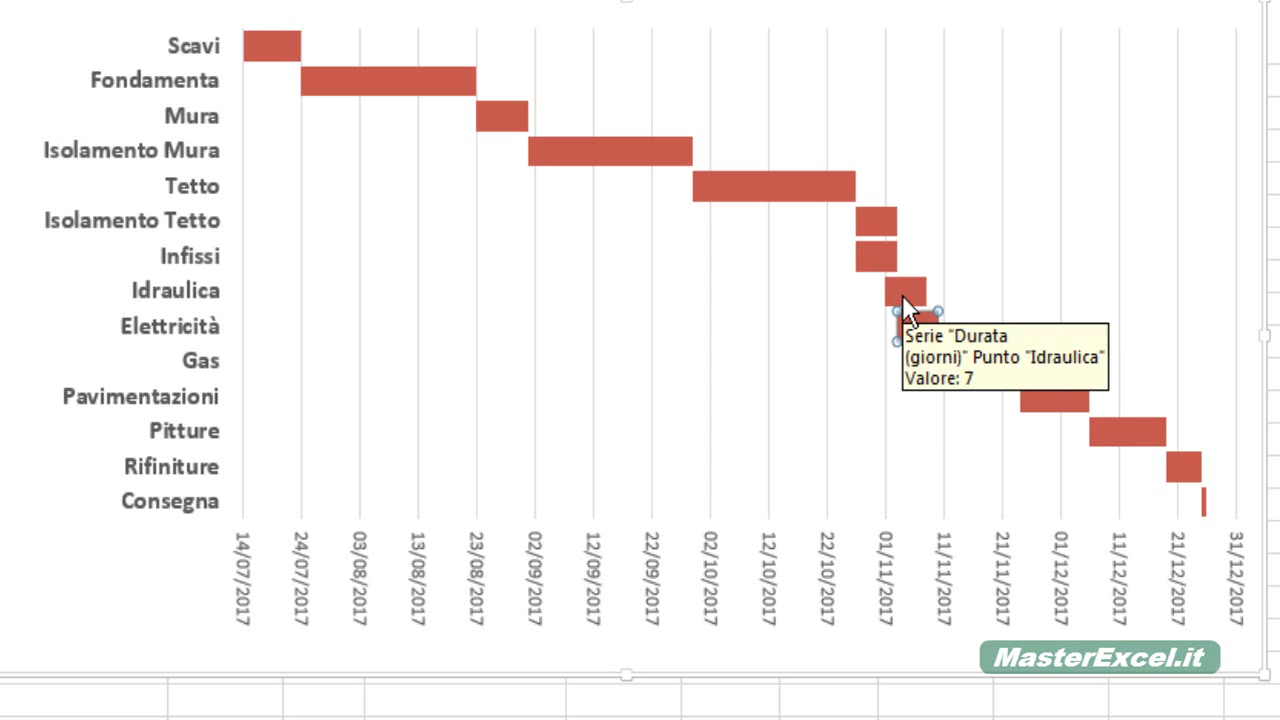 Scavi
Fondamenta
Mura
Isolamento Mura
Tetto
Isolamento Tetto
Infissi
Idraulica
Elettricità
Gas
Pavimentazioni
Pitture
Rifiniture
Consegna
Serie "Durata
(giorni)" Punto "Idraulica"
Valore: 7
14/07/2017
24/07/2017
03/08/2017
13/08/2017
23/08/2017
02/09/2017
12/09/2017
22/09/2017
02/10/2017
12/10/2017
22/10/2017
01/11/2017
11/11/2017
21/11/2017
01/12/2017
11/12/2017
21/12/2017
31/12/2017
MasterExcel.it